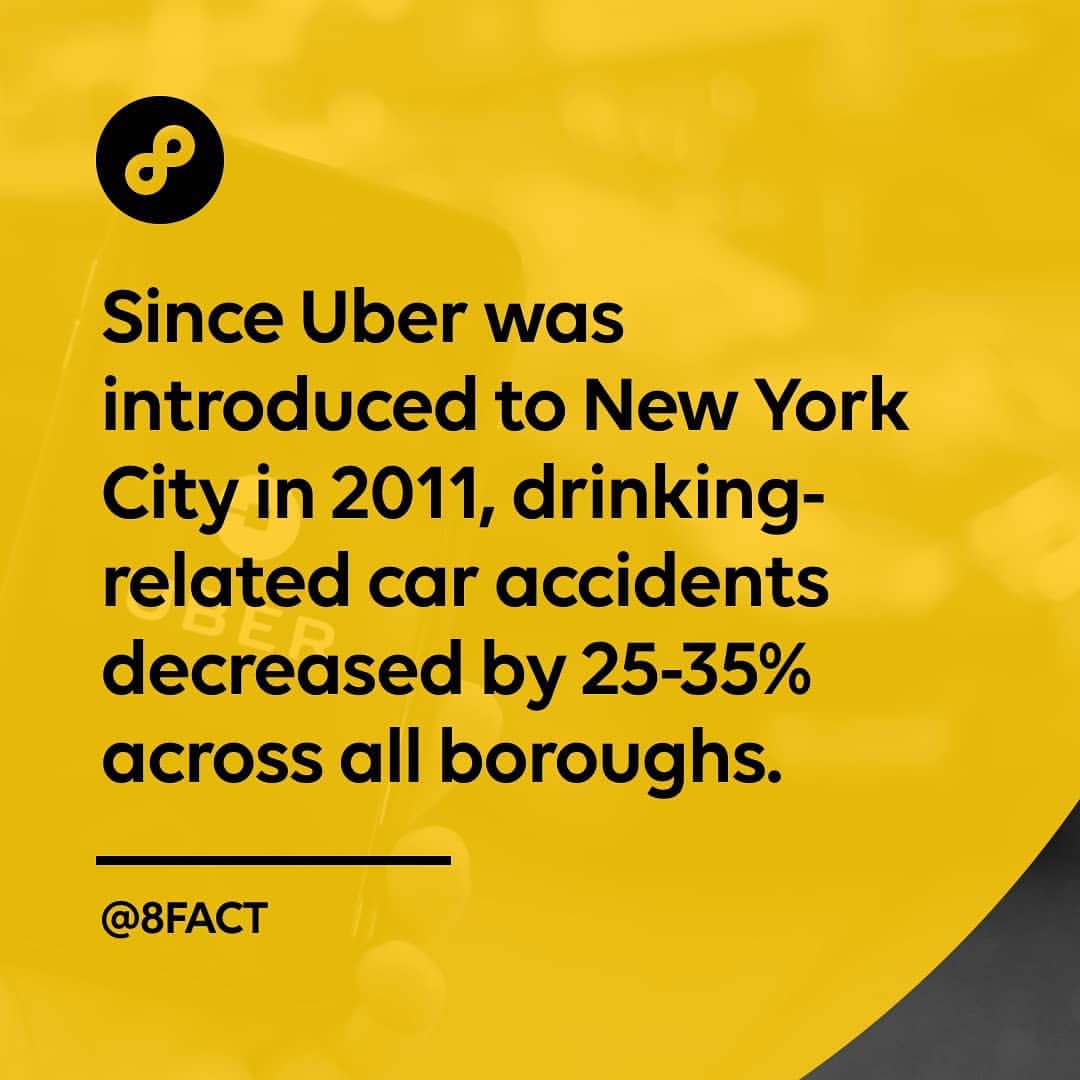 Since Uber was
introduced to New York
City in 2011, drinking-
related car accidents
decreased by 25-35%
across all boroughs.
UBER
@8FACT